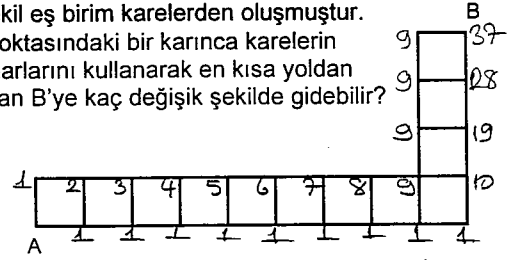 kil eş birim karelerden oluşmuştur.
oktasındaki bir karınca karelerin
arlarını kullanarak en kısa yoldan
an B'ye kaç değişik şekilde gidebilir?
B
9 37
9 28
9 19
1 2 3 4 5 6 7 8 9 10
A 1 1 1 1 1 1 1 1 1